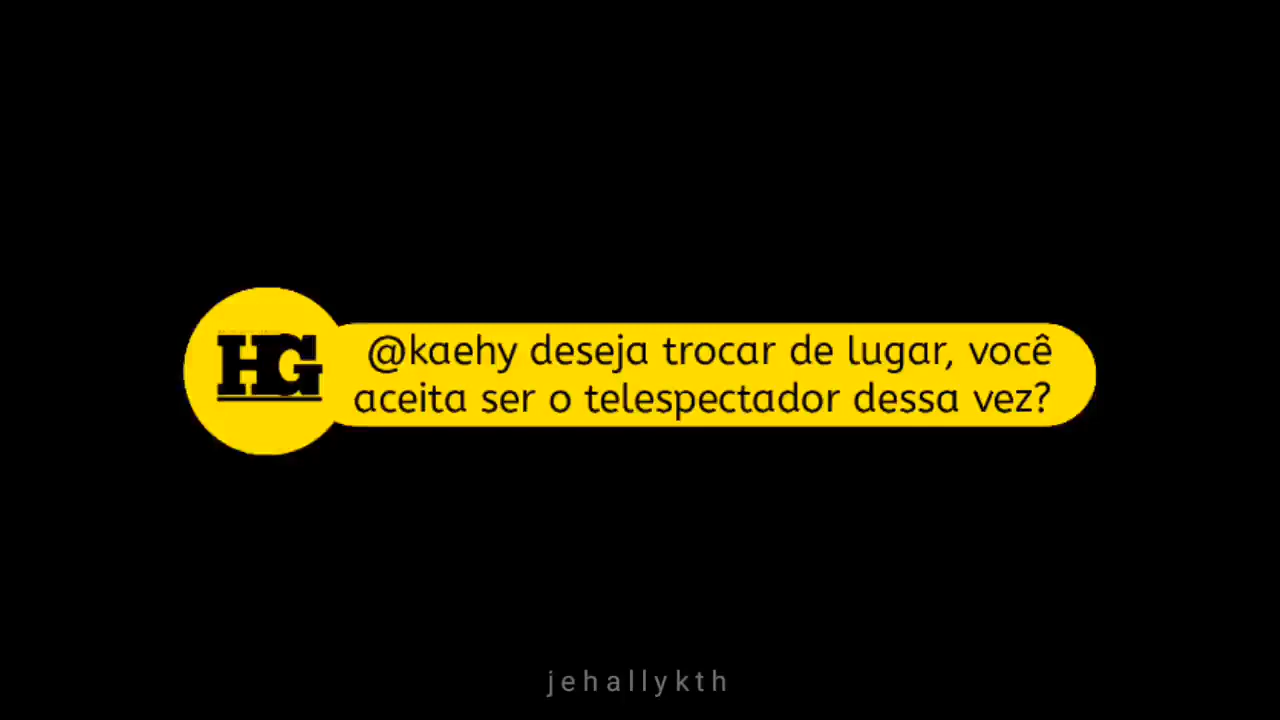 HG
@kaehy deseja trocar de lugar, você
aceita ser o telespectador dessa vez?
jehallykth